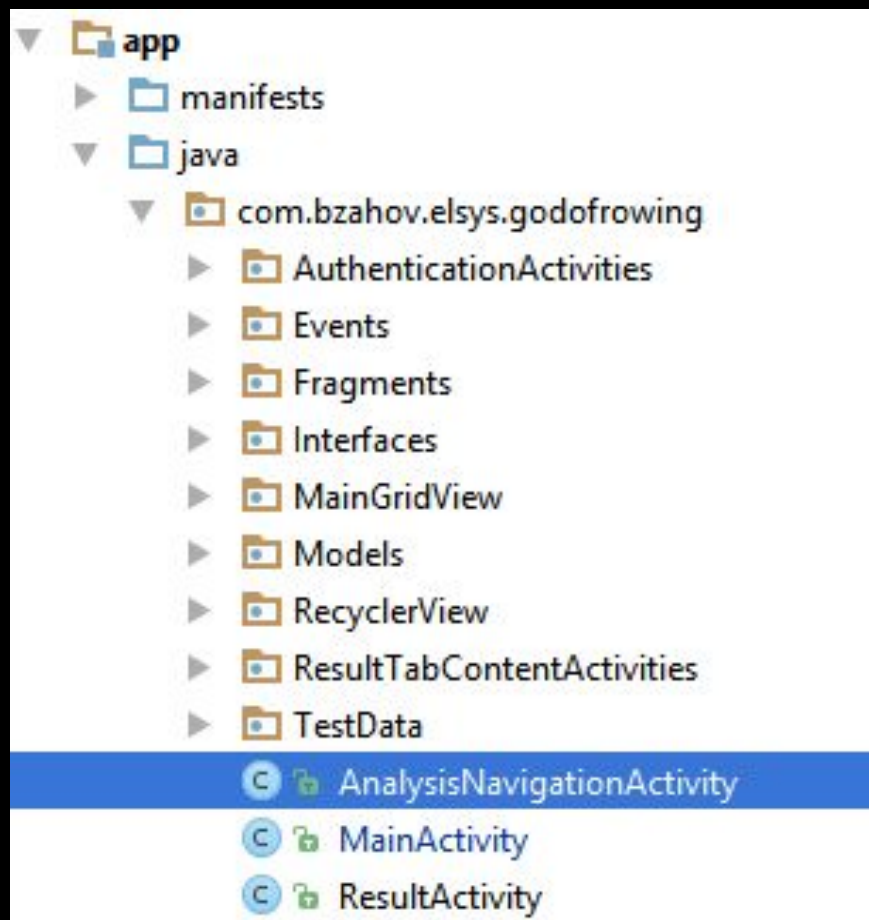 app
manifests
java
com.bzahov.elsys.godofrowing
AuthenticationActivities
Events
Fragments
Interfaces
MainGridView
Models
RecyclerView
ResultTabContentActivities
TestData
C AnalysisNavigationActivity
C MainActivity
C ResultActivity